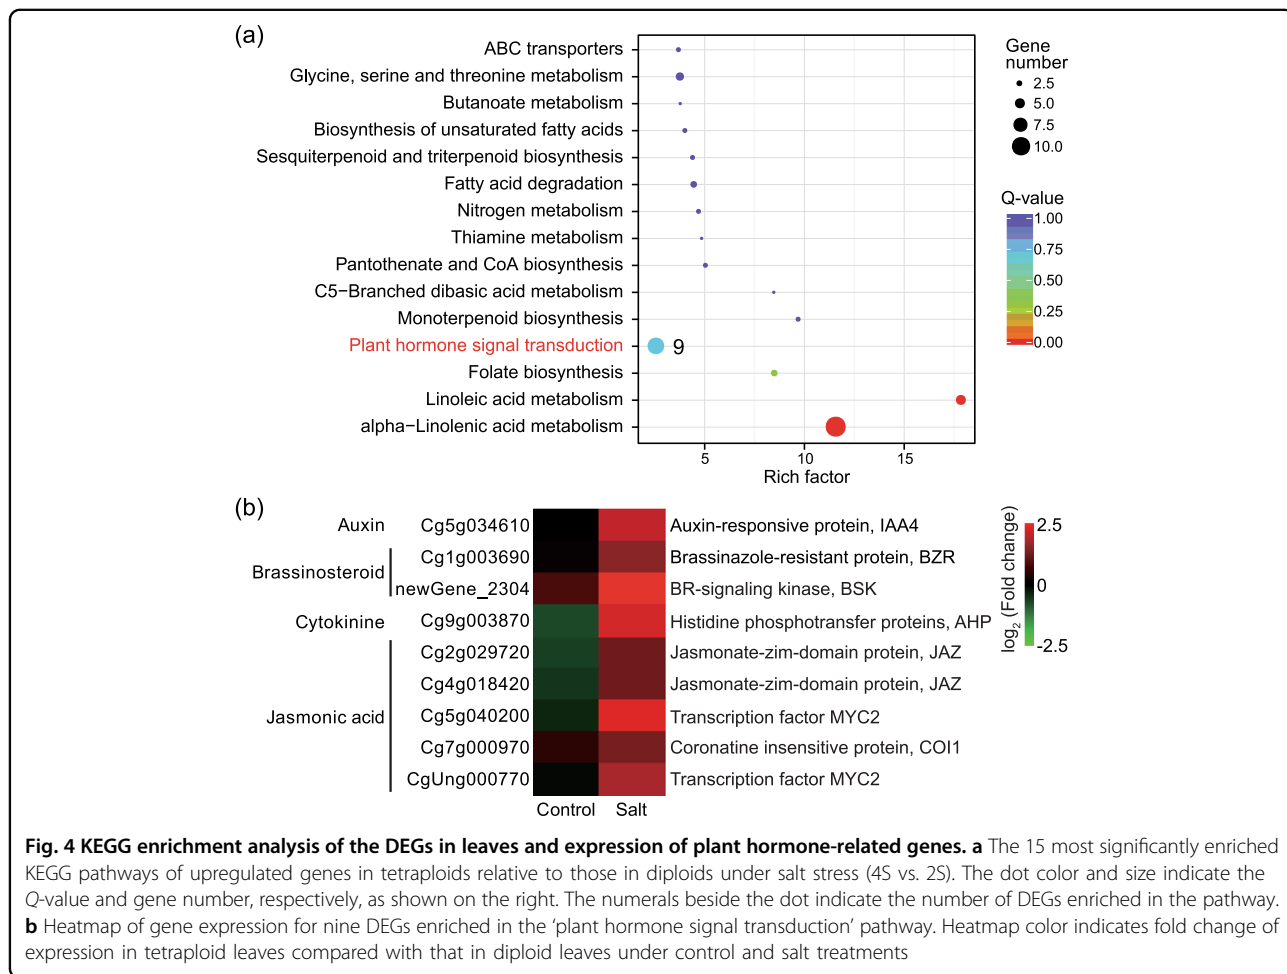 (a)
ABC transporters
Glycine, serine and threonine metabolism
Butanoate metabolism
Biosynthesis of unsaturated fatty acids
Sesquiterpenoid and triterpenoid biosynthesis
Fatty acid degradation
Nitrogen metabolism
Thiamine metabolism
Pantothenate and CoA biosynthesis
C5−Branched dibasic acid metabolism
Monoterpenoid biosynthesis
Plant hormone signal transduction
9
Folate biosynthesis
Linoleic acid metabolism
alpha−Linolenic acid metabolism
5 10 15
Rich factor
Gene
number
2.5
5.0
7.5
10.0
Q-value
1.00
0.75
0.50
0.25
0.00
(b)
Auxin Cg5g034610 Auxin-responsive protein, IAA4
Brassinosteroid
Cg1g003690 Brassinazole-resistant protein, BZR
newGene_2304 BR-signaling kinase, BSK
Cytokinine Cg9g003870 Histidine phosphotransfer proteins, AHP
Jasmonic acid
Cg2g029720 Jasmonate-zim-domain protein, JAZ
Cg4g018420 Jasmonate-zim-domain protein, JAZ
Cg5g040200 Transcription factor MYC2
Cg7g000970 Coronatine insensitive protein, COI1
CgUng000770 Transcription factor MYC2
Control Salt
log2 (Fold change)
2.5
0
-2.5
Fig. 4 KEGG enrichment analysis of the DEGs in leaves and expression of plant hormone-related genes. a The 15 most significantly enriched
KEGG pathways of upregulated genes in tetraploids relative to those in diploids under salt stress (4S vs. 2S). The dot color and size indicate the
Q-value and gene number, respectively, as shown on the right. The numerals beside the dot indicate the number of DEGs enriched in the pathway.
b Heatmap of gene expression for nine DEGs enriched in the ‘plant hormone signal transduction’ pathway. Heatmap color indicates fold change of
expression in tetraploid leaves compared with that in diploid leaves under control and salt treatments